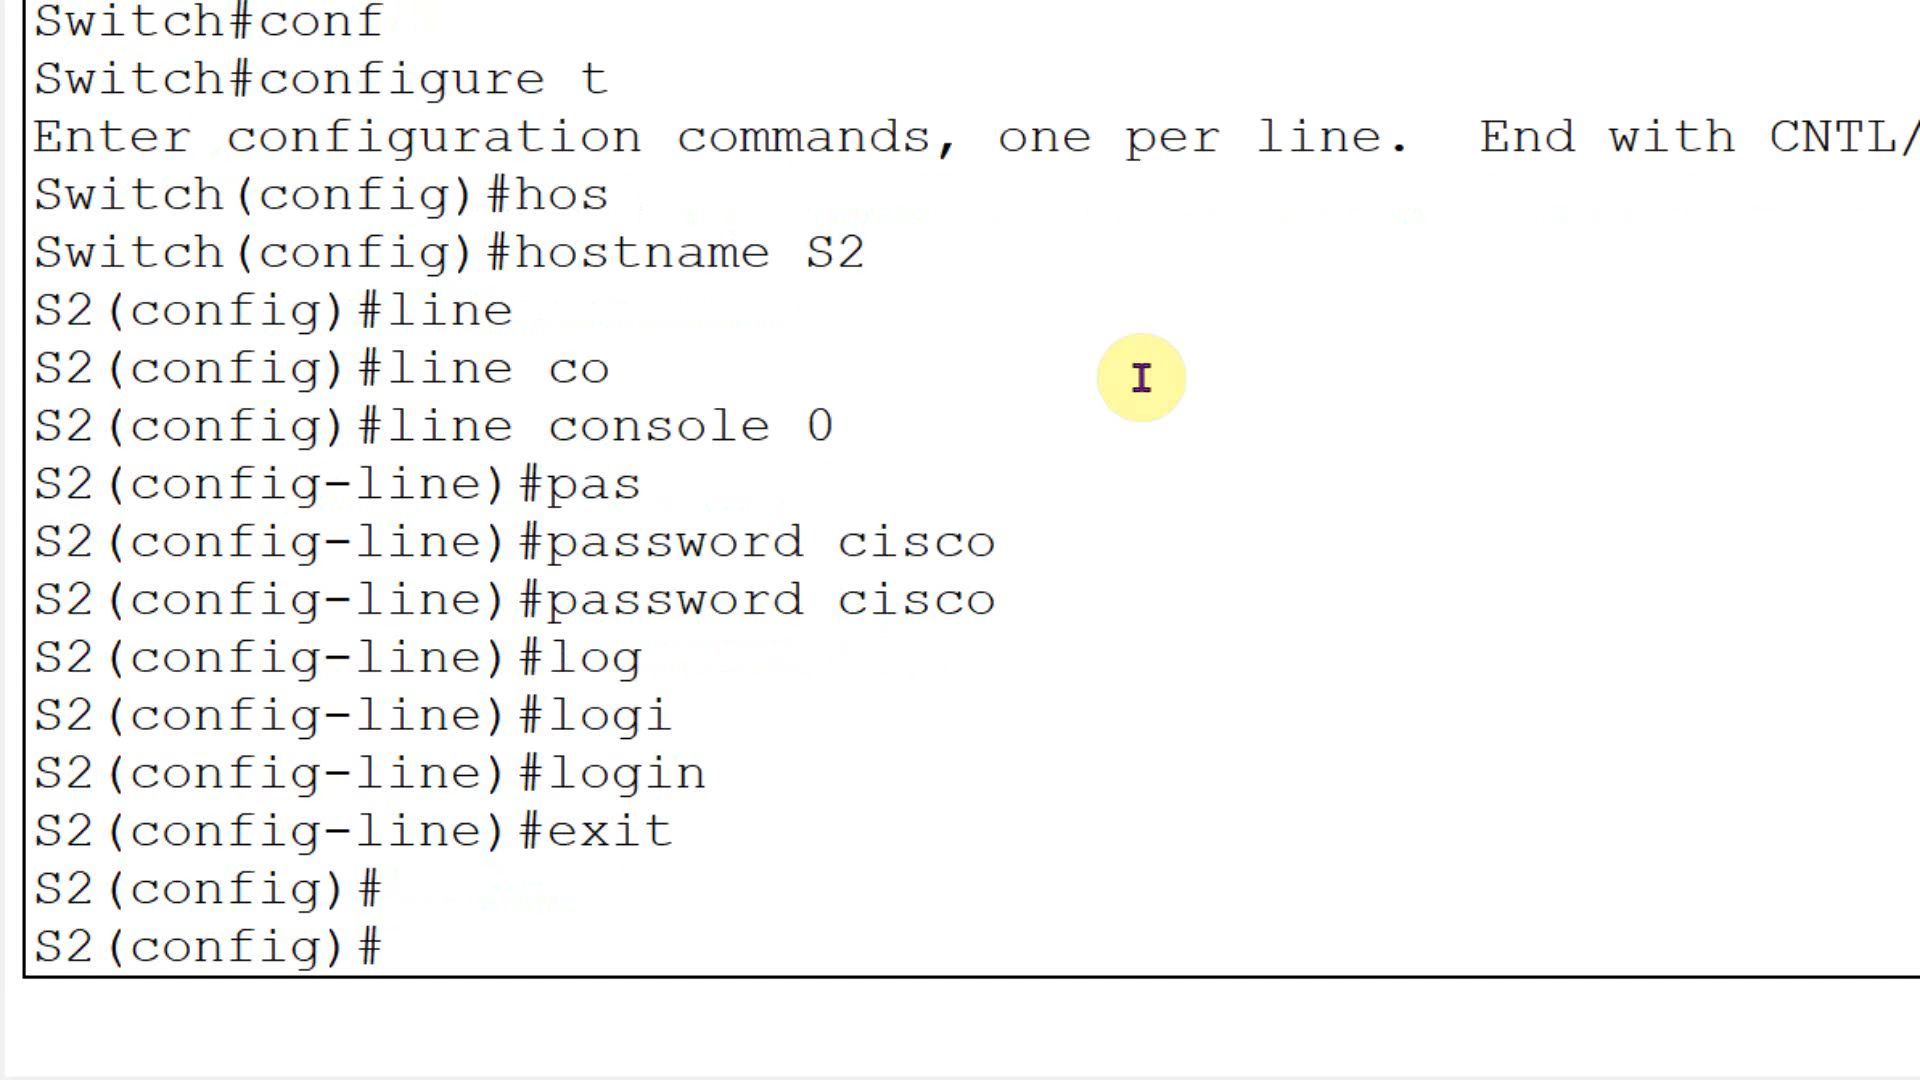 Switch#conf
Switch#configure t
Enter configuration commands, one per line.  End with CNTL/
Switch(config)#hos
Switch(config)#hostname S2
S2(config)#line
S2(config)#line co
S2(config)#line console 0
S2(config-line)#pas
S2(config-line)#password cisco
S2(config-line)#password cisco
S2(config-line)#log
S2(config-line)#logi
S2(config-line)#login
S2(config-line)#exit
S2(config)#
S2(config)#